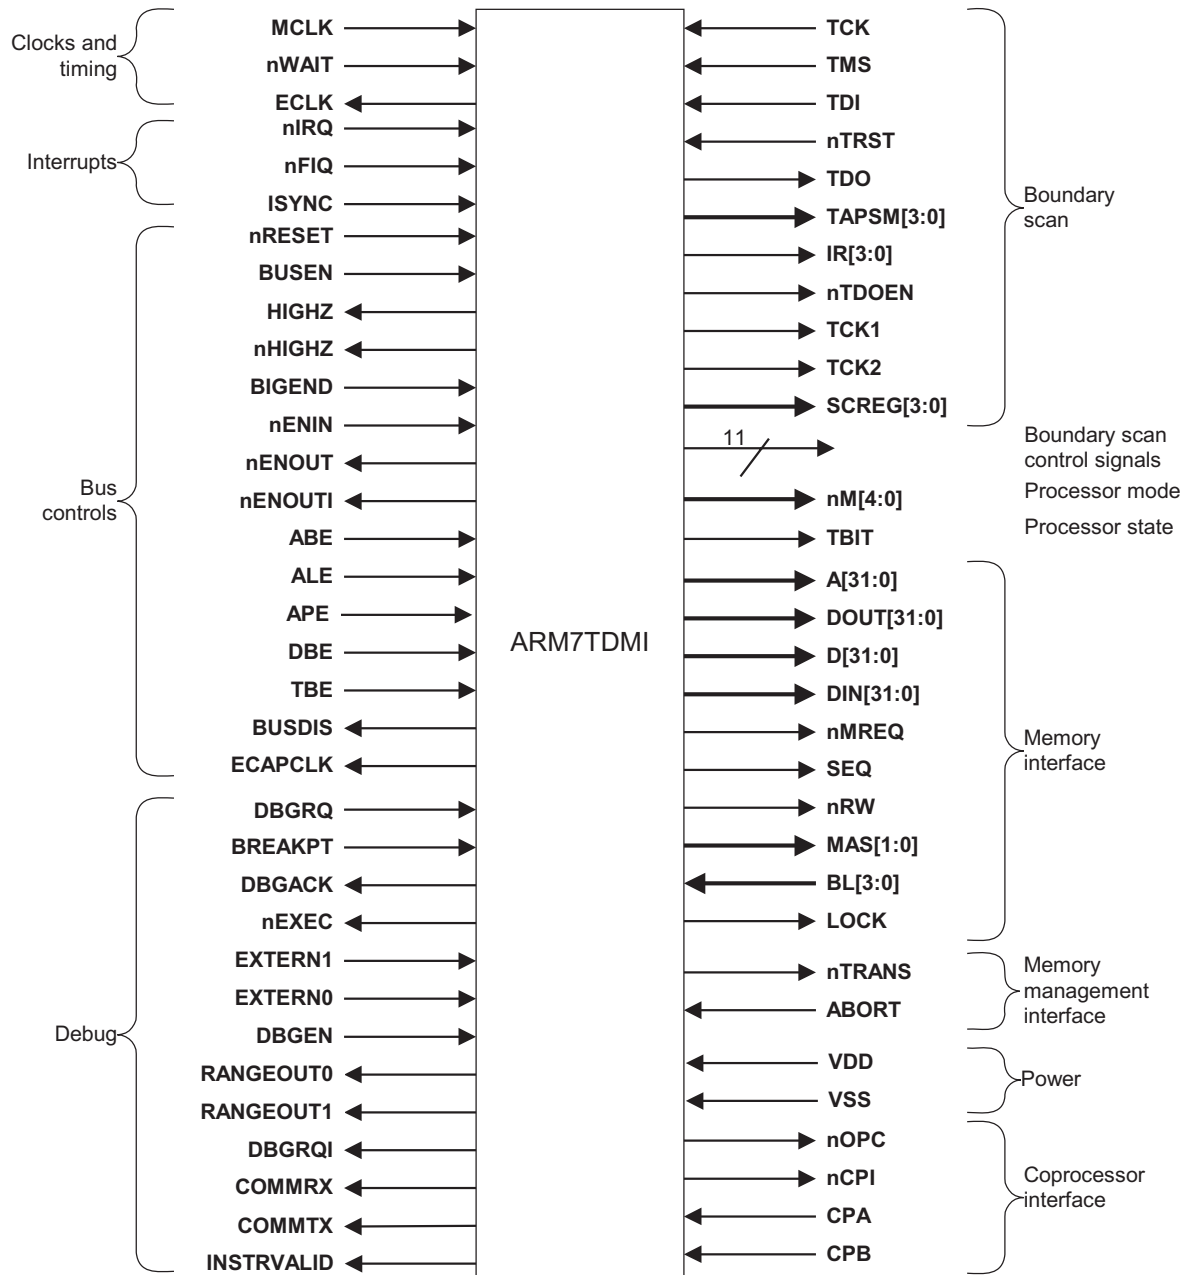 Clocks and
timing
MCLK
nWAIT
ECLK
Interrupts
nIRQ
nFIQ
ISYNC
Bus
controls
nRESET
BUSEN
HIGHZ
nHIGHZ
BIGEND
nENIN
nENOUT
nENOUTI
ABE
ALE
APE
DBE
TBE
BUSDIS
ECAPCLK
Debug
DBGRQ
BREAKPT
DBGACK
nEXEC
EXTERN1
EXTERN0
DBGEN
RANGEOUT0
RANGEOUT1
DBGRQI
COMMRX
COMMTX
INSTRVALID
ARM7TDMI
TCK
TMS
TDI
nTRST
TDO
TAPSM[3:0]
IR[3:0]
nTDOEN
TCK1
TCK2
SCREG[3:0]
Boundary
scan
11
Boundary scan
control signals
nM[4:0]
Processor mode
TBIT
Processor state
A[31:0]
DOUT[31:0]
D[31:0]
DIN[31:0]
nMREQ
SEQ
nRW
MAS[1:0]
BL[3:0]
LOCK
Memory
interface
nTRANS
ABORT
Memory
management
interface
VDD
VSS
Power
nOPC
nCPI
CPA
CPB
Coprocessor
interface